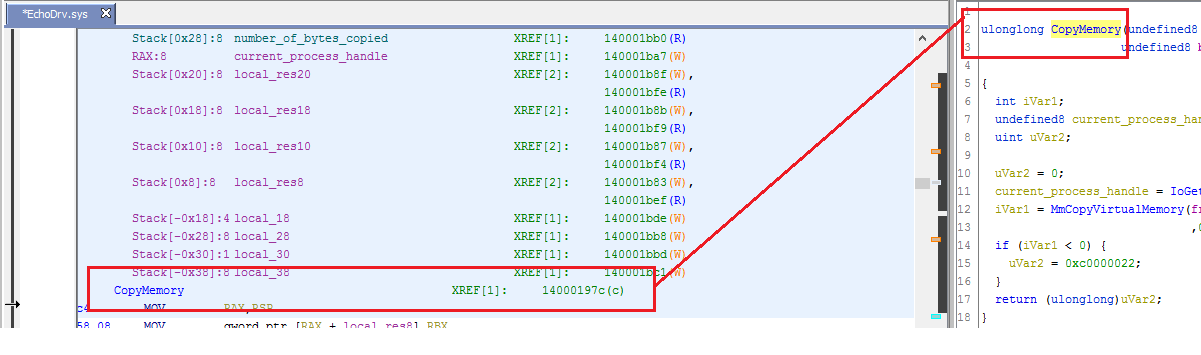 *EchoDrv.sys X
Stack[0x28]:8 number_of_bytes_copied XREF[1]: 140001bb0(R)
RAX:8 current_process_handle XREF[1]: 140001ba7(W)
Stack[0x20]:8 local_res20 XREF[2]: 140001b8f(W),
140001bfe(R)
Stack[0x18]:8 local_res18 XREF[2]: 140001b8b(W),
140001bf9(R)
Stack[0x10]:8 local_res10 XREF[2]: 140001b87(W),
140001bf4(R)
Stack[0x8]:8 local_res8 XREF[2]: 140001b83(W),
140001bef(R)
Stack[-0x18]:4 local_18 XREF[1]: 140001bde(W)
Stack[-0x28]:8 local_28 XREF[1]: 140001bb8(W)
Stack[-0x30]:1 local_30 XREF[1]: 140001bbd(W)
Stack[-0x38]:8 local_38 XREF[1]: 140001bc1(W)
CopyMemory XREF[1]: 14000197c(c)
c4 MOV RAX,RSP
58 08 MOV qword ptr [RAX + local_res8],RBX
1
2 ulonglong CopyMemory(undefined8
3 undefined8 b
4
5 {
6 int iVar1;
7 undefined8 current_process_han
8 uint uVar2;
9
10 uVar2 = 0;
11 current_process_handle = IoGet
12 iVar1 = MmCopyVirtualMemory(fr
13 ,0
14 if (iVar1 < 0) {
15 uVar2 = 0xc0000022;
16 }
17 return (ulonglong)uVar2;
18 }